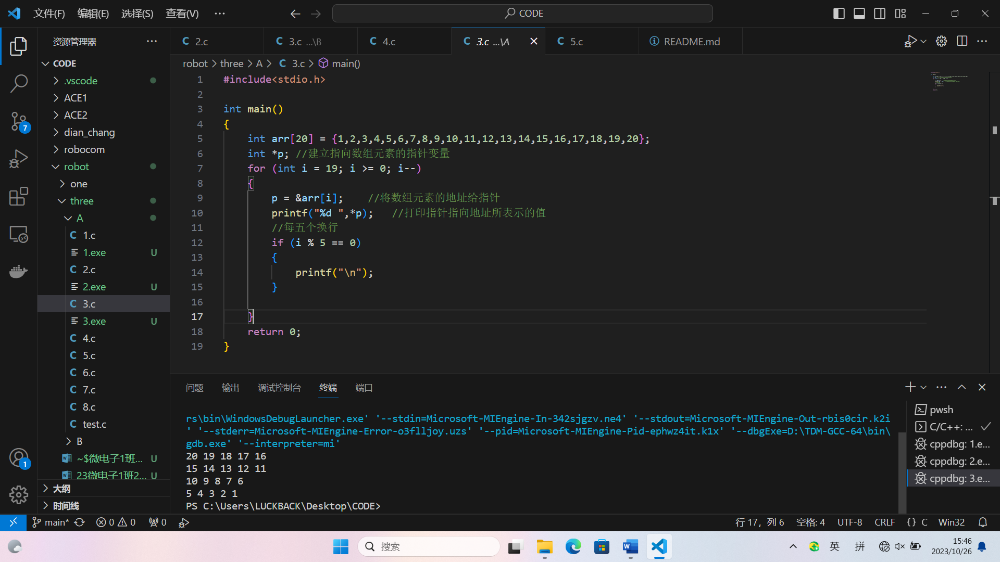 文件(F) 编辑(E) 选择(S) 查看(V) ···
CODE
资源管理器 ···
CODE
.vscode
ACE1
ACE2
dian_chang
robocom
robot
one
three
A
C 1.c
1.exe U
C 2.c
2.exe U
C 3.c
3.exe U
C 4.c
C 5.c
C 6.c
C 7.c
C 8.c
C test.c
B
~$微电子1班... U
23微电子1班2... U
大纲
时间线
7
1
C 2.c
C 3.c ...\B
C 4.c
C 3.c ...\A
C 5.c
README.md
robot > three > A > C 3.c > main()
1 #include<stdio.h>
2
3 int main()
4 {
5 int arr[20] = {1,2,3,4,5,6,7,8,9,10,11,12,13,14,15,16,17,18,19,20};
6 int *p; //建立指向数组元素的指针变量
7 for (int i = 19; i >= 0; i--)
8 {
9 p = &arr[i]; //将数组元素的地址给指针
10 printf("%d ",*p); //打印指针指向地址所表示的值
11 //每五个换行
12 if (i % 5 == 0)
13 {
14 printf("\n");
15 }
16
17 }
18 return 0;
19 }
问题 输出 调试控制台 终端 端口
rs\bin\WindowsDebugLauncher.exe' '--stdin=Microsoft-MIEngine-In-342sjgzv.ne4' '--stdout=Microsoft-MIEngine-Out-rbis0cir.k2i
' '--stderr=Microsoft-MIEngine-Error-o3flljoy.uzs' '--pid=Microsoft-MIEngine-Pid-ephwz4it.k1x' '--dbgExe=D:\TDM-GCC-64\bin\
gdb.exe' '--interpreter=mi'
20 19 18 17 16
15 14 13 12 11
10 9 8 7 6
5 4 3 2 1
PS C:\Users\LUCKBACK\Desktop\CODE>
pwsh
C/C++: ...
cppdbg: 1.e...
cppdbg: 2.e...
cppdbg: 3.e...
main* 0 0 0
行 17，列 6 空格: 4 UTF-8 CRLF {} C Win32
搜索
英 拼
15:46
2023/10/26